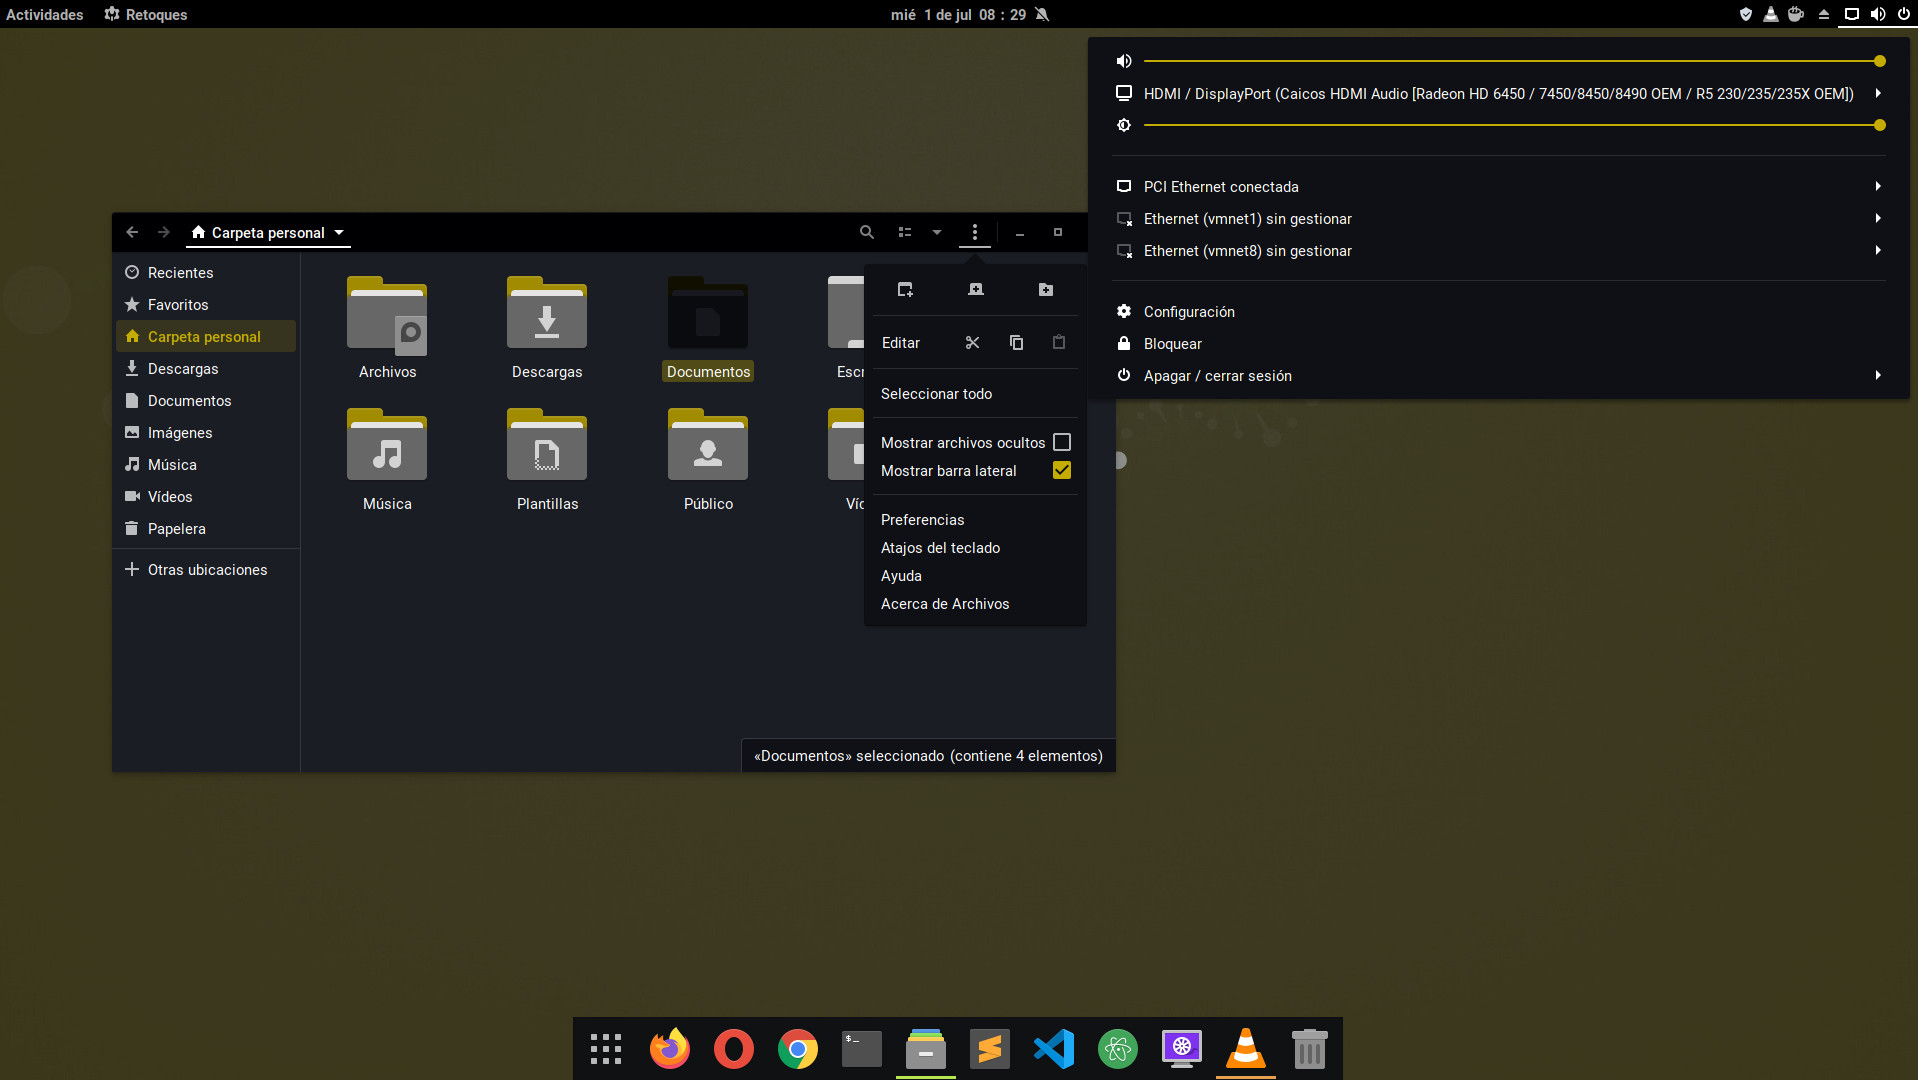 Actividades
Retoques
mié 1 de jul 08 : 29
HDMI / DisplayPort (Caicos HDMI Audio [Radeon HD 6450 / 7450/8450/8490 OEM / R5 230/235/235X OEM])
PCI Ethernet conectada
Ethernet (vmnet1) sin gestionar
Ethernet (vmnet8) sin gestionar
Configuración
Bloquear
Apagar / cerrar sesión
Carpeta personal
Recientes
Favoritos
Carpeta personal
Descargas
Documentos
Imágenes
Música
Vídeos
Papelera
Otras ubicaciones
Archivos
Descargas
Documentos
Escr
Música
Plantillas
Público
Víd
Editar
Seleccionar todo
Mostrar archivos ocultos
Mostrar barra lateral
Preferencias
Atajos del teclado
Ayuda
Acerca de Archivos
«Documentos» seleccionado (contiene 4 elementos)
$_